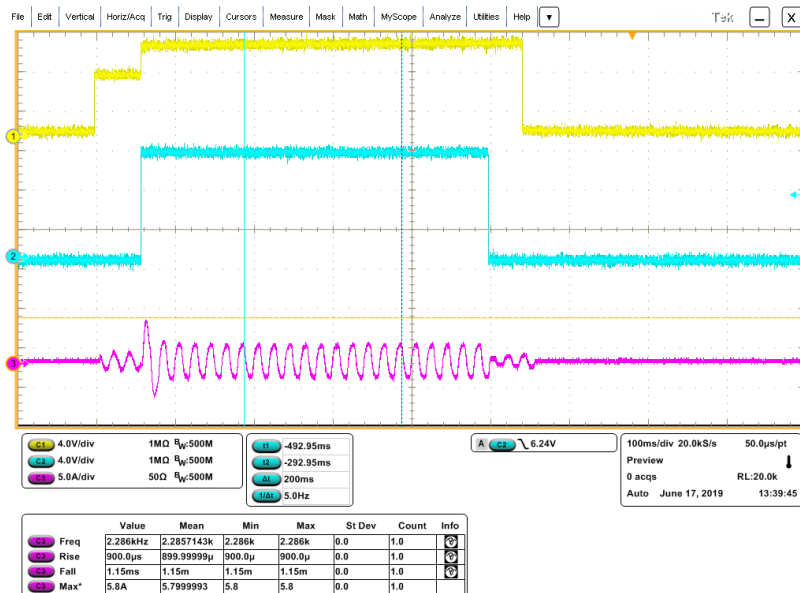 File Edit Vertical Horiz/Acq Trig Display Cursors Measure Mask Math MyScope Analyze Utilities Help Tek X
1
2
3
C1 4.0V/div 1MΩ BW:500M
C2 4.0V/div 1MΩ BW:500M
C3 5.0A/div 50Ω BW:500M
t1 -492.95ms
t2 -292.95ms
Δt 200ms
1/Δt 5.0Hz
A C2 6.24V
100ms/div 20.0kS/s 50.0µs/pt
Preview
0 acqs RL:20.0k
Auto June 17, 2019 13:39:45
Value Mean Min Max St Dev Count Info
C3 Freq 2.286kHz 2.2857143k 2.286k 2.286k 0.0 1.0
C3 Rise 900.0µs 899.99999µ 900.0µ 900.0µ 0.0 1.0
C3 Fall 1.15ms 1.15m 1.15m 1.15m 0.0 1.0
C3 Max* 5.8A 5.7999993 5.8 5.8 0.0 1.0